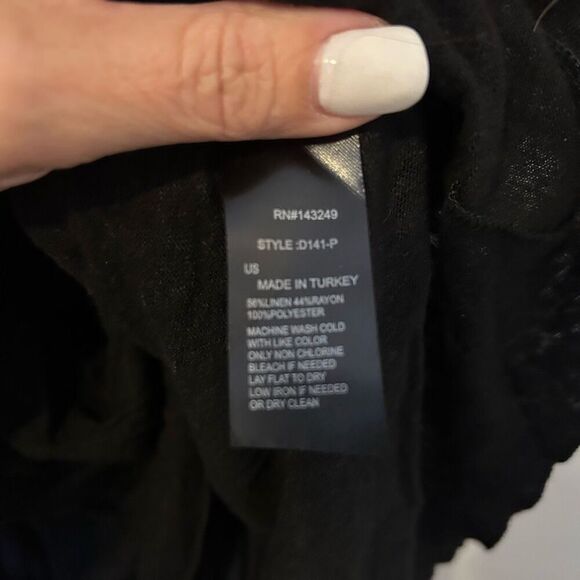 RN#143249
STYLE :D141-P
US
MADE IN TURKEY
56%LINEN 44%RAYON
100%POLYESTER
MACHINE WASH COLD
WITH LIKE COLOR
ONLY NON CHLORINE
BLEACH IF NEEDED
LAY FLAT TO DRY
LOW IRON IF NEEDED
OR DRY CLEAN